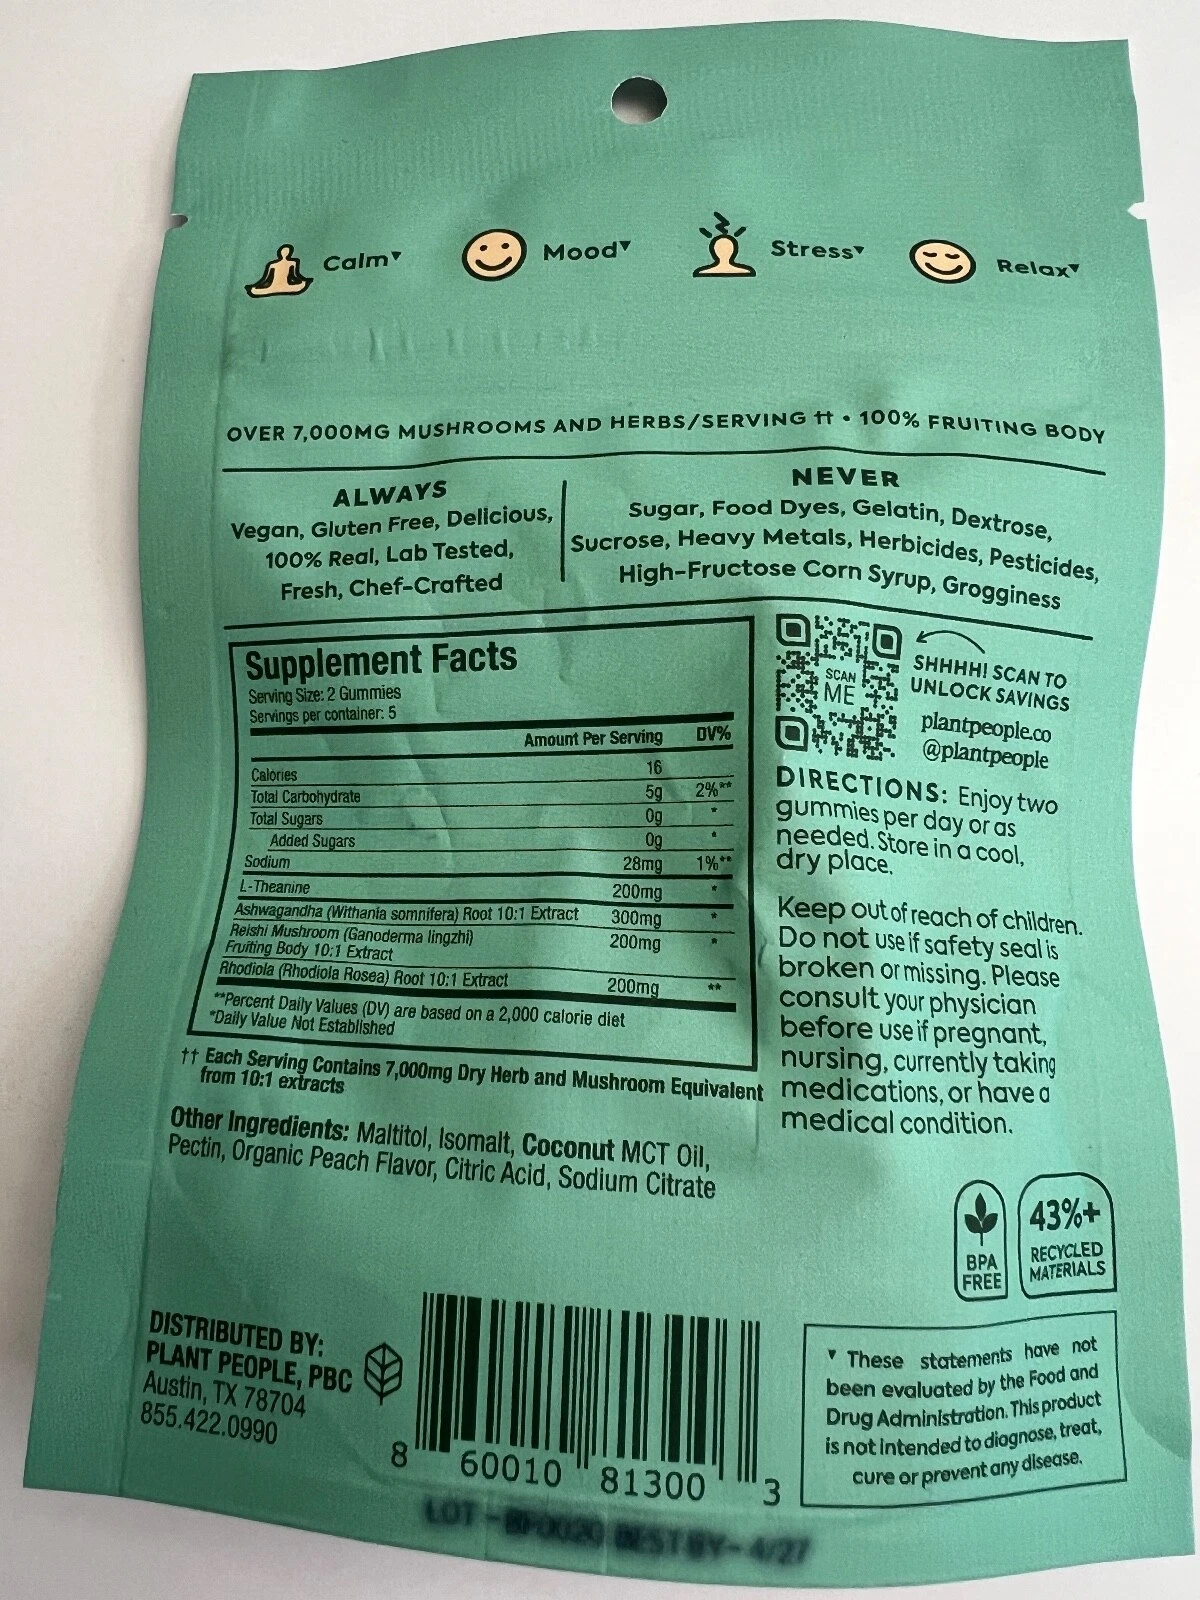 Calm▼
Mood▼
Stress▼
Relax▼
OVER 7,000MG MUSHROOMS AND HERBS/SERVING †† • 100% FRUITING BODY
ALWAYS
Vegan, Gluten Free, Delicious,
100% Real, Lab Tested,
Fresh, Chef-Crafted
NEVER
Sugar, Food Dyes, Gelatin, Dextrose,
Sucrose, Heavy Metals, Herbicides, Pesticides,
High-Fructose Corn Syrup, Grogginess
Supplement Facts
Serving Size: 2 Gummies
Servings per container: 5
Amount Per Serving DV%
Calories 16
Total Carbohydrate 5g 2%**
Total Sugars 0g *
Added Sugars 0g *
Sodium 28mg 1%**
L-Theanine 200mg *
Ashwagandha (Withania somnifera) Root 10:1 Extract 300mg *
Reishi Mushroom (Ganoderma lingzhi) 200mg *
Fruiting Body 10:1 Extract
Rhodiola (Rhodiola Rosea) Root 10:1 Extract 200mg **
**Percent Daily Values (DV) are based on a 2,000 calorie diet
*Daily Value Not Established
†† Each Serving Contains 7,000mg Dry Herb and Mushroom Equivalent
from 10:1 extracts
Other Ingredients: Maltitol, Isomalt, Coconut MCT Oil,
Pectin, Organic Peach Flavor, Citric Acid, Sodium Citrate
SCAN
ME
SHHHH! SCAN TO
UNLOCK SAVINGS
plantpeople.co
@plantpeople
DIRECTIONS: Enjoy two
gummies per day or as
needed. Store in a cool,
dry place.
Keep out of reach of children.
Do not use if safety seal is
broken or missing. Please
consult your physician
before use if pregnant,
nursing, currently taking
medications, or have a
medical condition.
BPA
FREE
43%+
RECYCLED
MATERIALS
DISTRIBUTED BY:
PLANT PEOPLE, PBC
Austin, TX 78704
855.422.0990
8 60010 81300 3
▼ These statements have not
been evaluated by the Food and
Drug Administration. This product
is not intended to diagnose, treat,
cure or prevent any disease.
LOT - BEST BY- 4/27